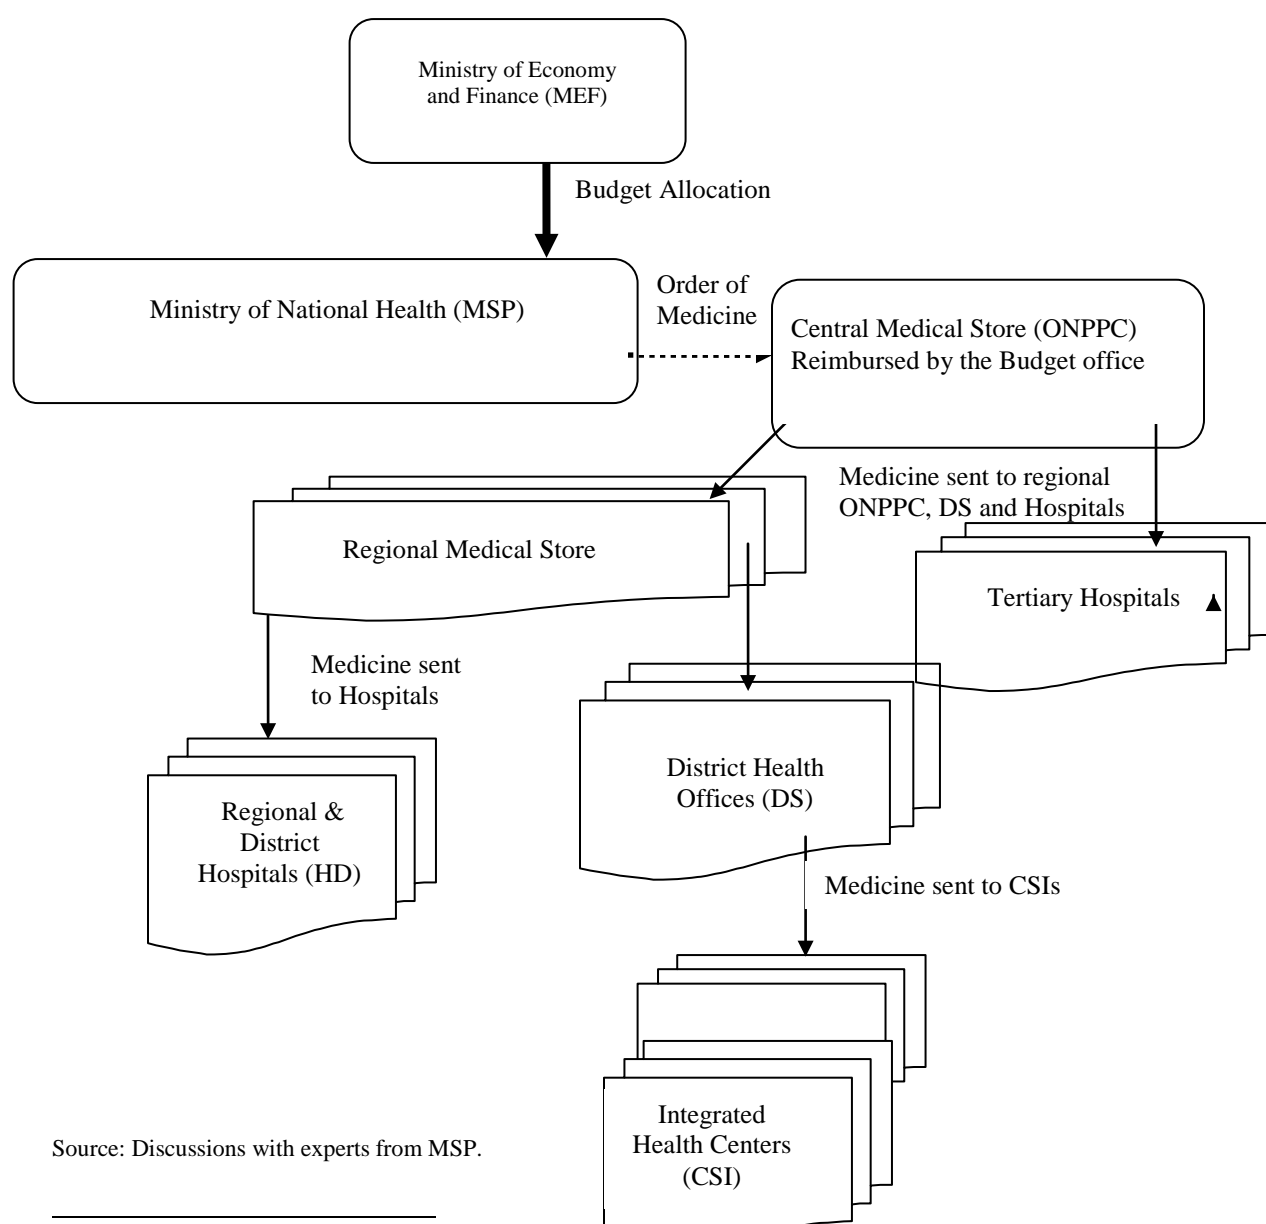 Ministry of Economy
and Finance (MEF)
Budget Allocation
Ministry of National Health (MSP)
Order of
Medicine
Central Medical Store (ONPPC)
Reimbursed by the Budget office
Medicine sent to regional
ONPPC, DS and Hospitals
Regional Medical Store
Tertiary Hospitals
Medicine sent
to Hospitals
District Health
Offices (DS)
Regional &
District
Hospitals (HD)
Medicine sent to CSIs
Integrated
Health Centers
(CSI)
Source: Discussions with experts from MSP.